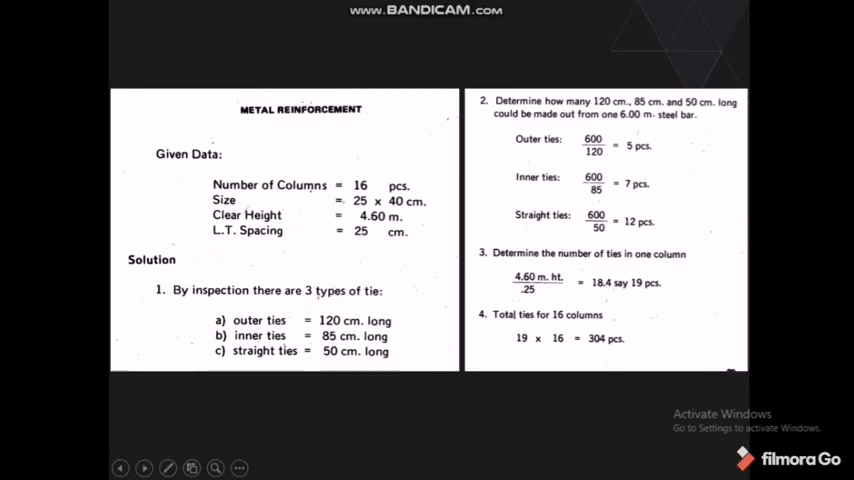 www.BANDICAM.com
METAL REINFORCEMENT
Given Data:
Number of Columns = 16 pcs.
Size = 25 x 40 cm.
Clear Height = 4.60 m.
L.T. Spacing = 25 cm.
Solution
1. By inspection there are 3 types of tie:
a) outer ties = 120 cm. long
b) inner ties = 85 cm. long
c) straight ties = 50 cm. long
2. Determine how many 120 cm., 85 cm. and 50 cm. long
could be made out from one 6.00 m. steel bar.
Outer ties: 600
120 = 5 pcs.
Inner ties: 600
85 = 7 pcs.
Straight ties: 600
50 = 12 pcs.
3. Determine the number of ties in one column
4.60 m. ht.
.25 = 18.4 say 19 pcs.
4. Total ties for 16 columns
19 x 16 = 304 pcs.
Activate Windows
Go to Settings to activate Windows.
filmora Go